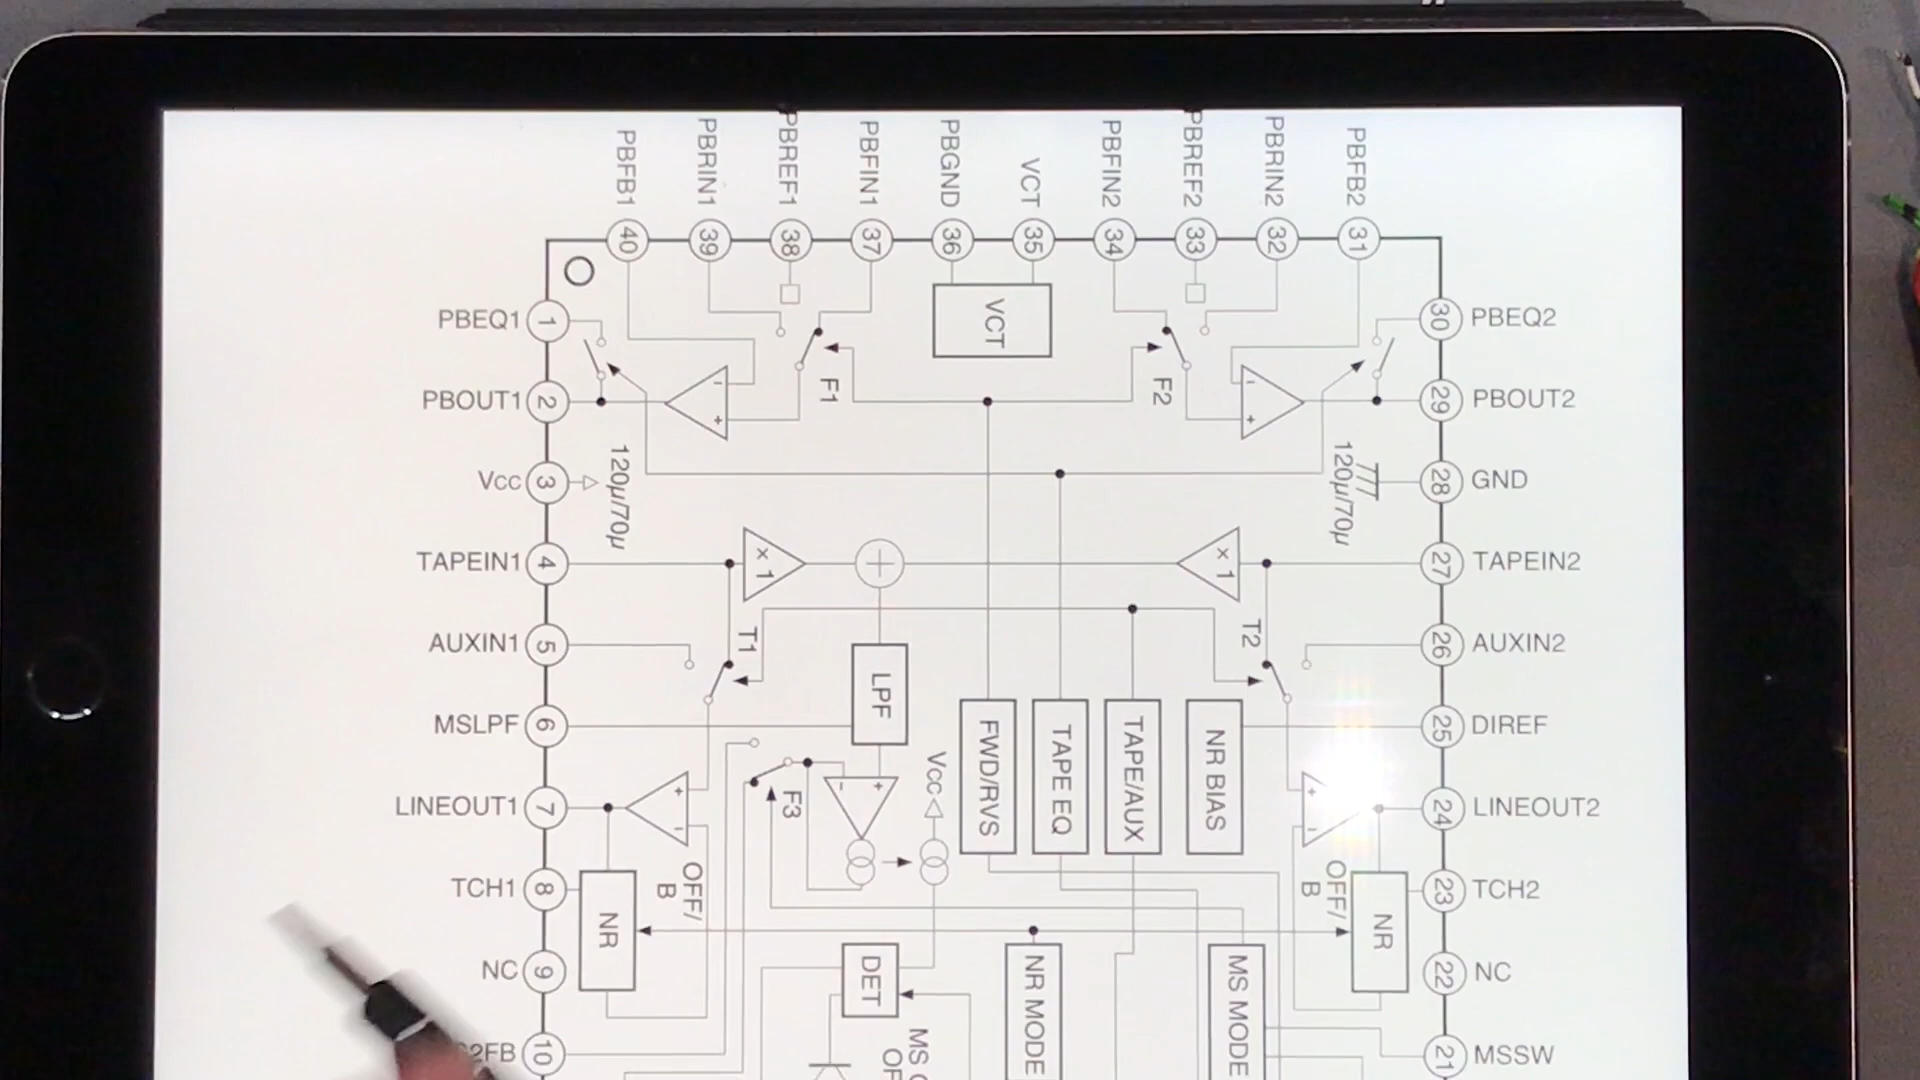 PBFB1
PBRIN1
PBREF1
PBFIN1
PBGND
VCT
PBFIN2
PBREF2
PBRIN2
PBFB2
40
39
38
37
36
35
34
33
32
31
PBEQ1 1
VCT
30 PBEQ2
F1
F2
PBOUT1 2
- +
- +
29 PBOUT2
Vcc 3
120µ/70µ
120µ/70µ
28 GND
TAPEIN1 4
×1
×1
27 TAPEIN2
AUXIN1 5
T1
T2
26 AUXIN2
LPF
MSLPF 6
FWD/RVS
TAPE EQ
TAPE/AUX
NR BIAS
25 DIREF
Vcc
LINEOUT1 7
+ -
F3
- +
+ -
24 LINEOUT2
TCH1 8
OFF/
B
OFF/
B
23 TCH2
NR
NR
NC 9
DET
NR MODE
MS MODE
22 NC
2FB 10
MS
21 MSSW